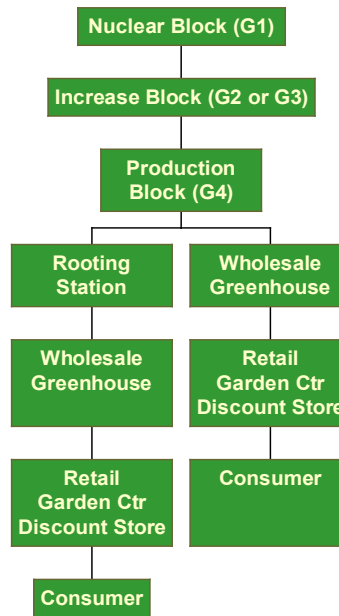 Nuclear Block (G1)
Increase Block (G2 or G3)
Production
Block (G4)
Rooting
Station
Wholesale
Greenhouse
Wholesale
Greenhouse
Retail
Garden Ctr
Discount Store
Retail
Garden Ctr
Discount Store
Consumer
Consumer